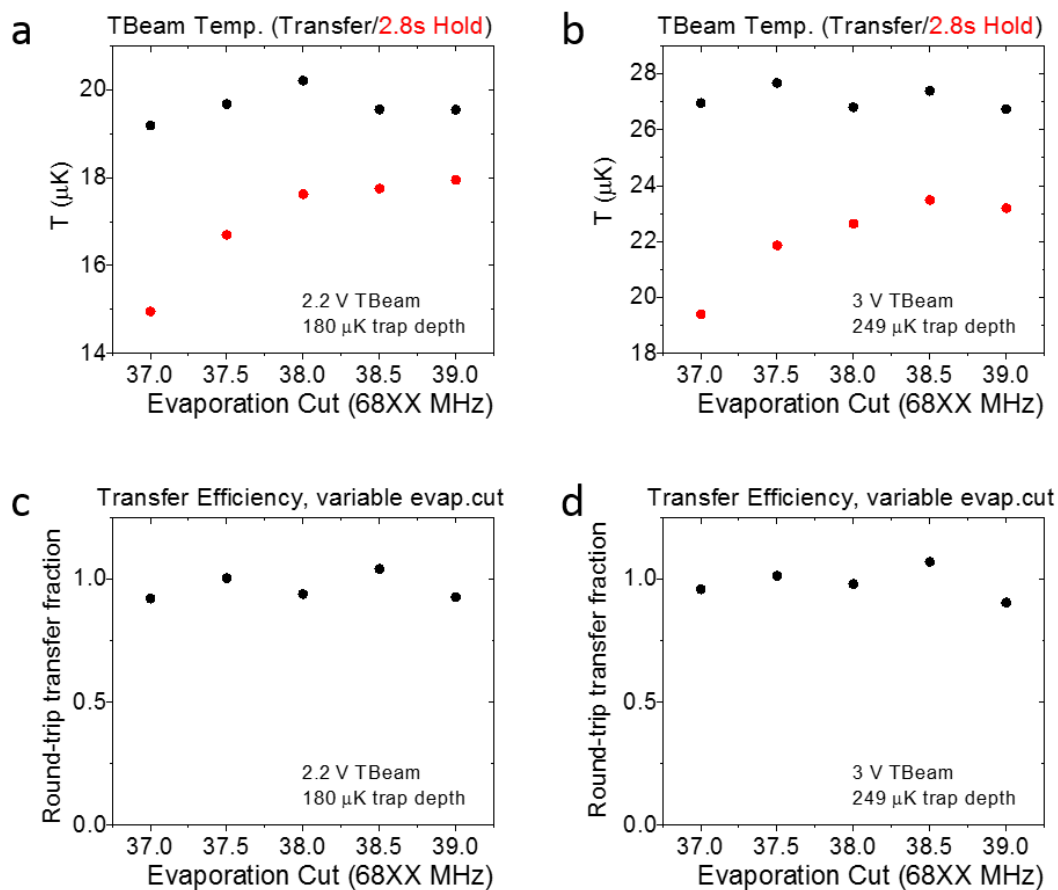 a
TBeam Temp. (Transfer/2.8s Hold)
20
18
16
14
T (μK)
2.2 V TBeam
180 μK trap depth
37.0 37.5 38.0 38.5 39.0
Evaporation Cut (68XX MHz)
b
TBeam Temp. (Transfer/2.8s Hold)
28
26
24
22
20
18
T (μK)
3 V TBeam
249 μK trap depth
37.0 37.5 38.0 38.5 39.0
Evaporation Cut (68XX MHz)
c
Transfer Efficiency, variable evap.cut
1.0
0.5
0.0
Round-trip transfer fraction
2.2 V TBeam
180 μK trap depth
37.0 37.5 38.0 38.5 39.0
Evaporation Cut (68XX MHz)
d
Transfer Efficiency, variable evap.cut
1.0
0.5
0.0
Round-trip transfer fraction
3 V TBeam
249 μK trap depth
37.0 37.5 38.0 38.5 39.0
Evaporation Cut (68XX MHz)